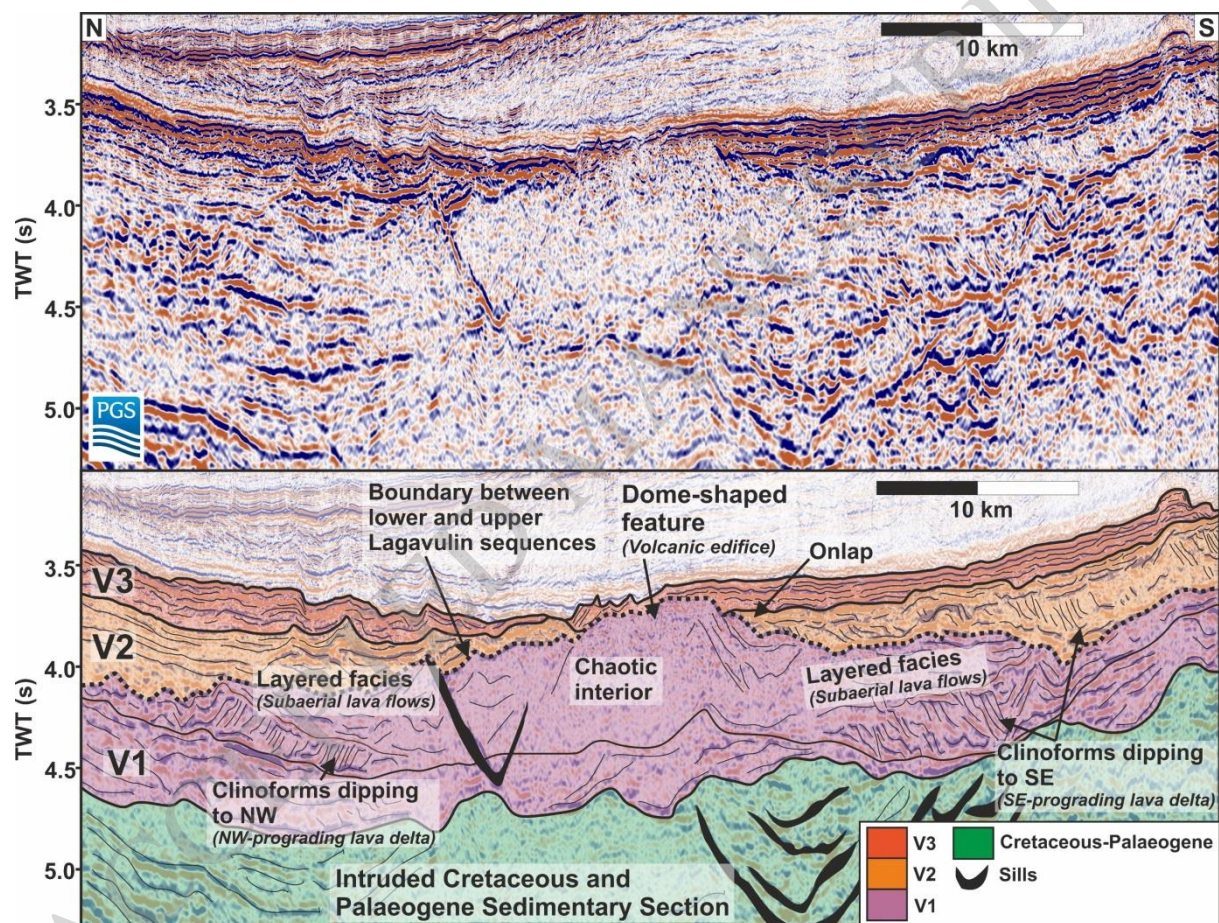 N
S
10 km
3.5
4.0
4.5
5.0
TWT (s)
PGS
Boundary between
lower and upper
Lagavulin sequences
Dome-shaped
feature
(Volcanic edifice)
Onlap
10 km
3.5
4.0
4.5
5.0
TWT (s)
V3
V2
V1
Layered facies
(Subaerial lava flows)
Chaotic
interior
Layered facies
(Subaerial lava flows)
Clinoforms dipping
to NW
(NW-prograding lava delta)
Clinoforms dipping
to SE
(SE-prograding lava delta)
Intruded Cretaceous and
Palaeogene Sedimentary Section
V3
V2
V1
Cretaceous-Palaeogene
Sills